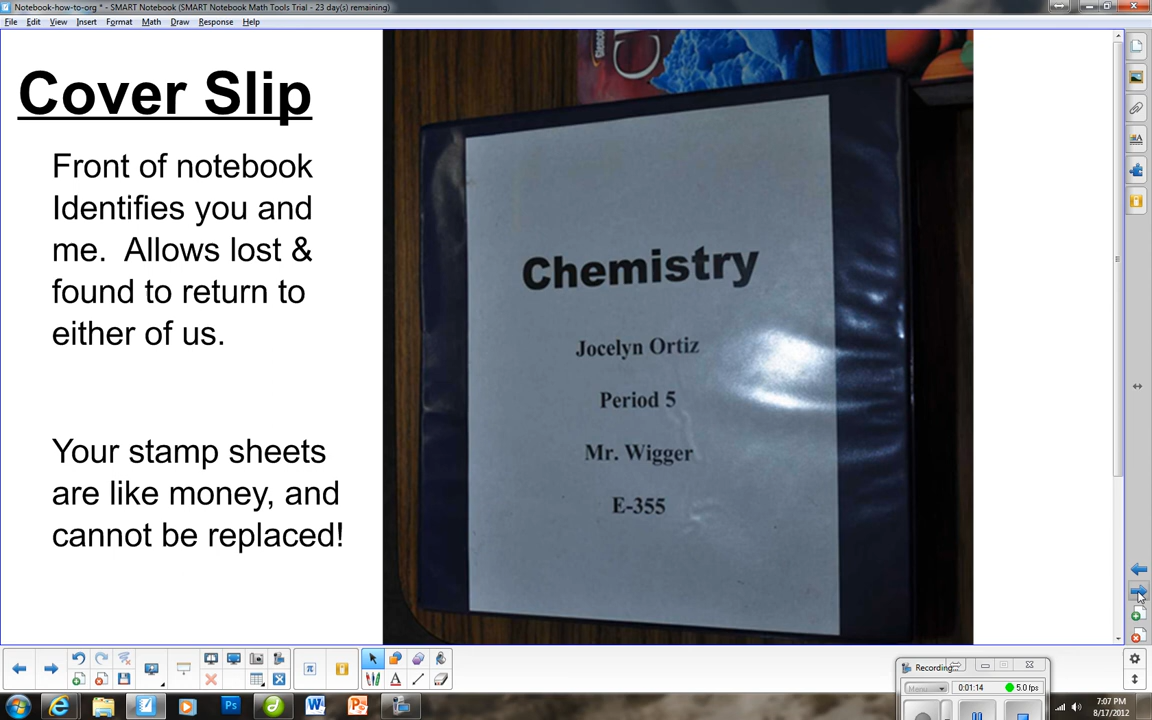 Notebook-how-to-org * - SMART Notebook (SMART Notebook Math Tools Trial - 23 day(s) remaining)
File Edit View Insert Format Math Draw Response Help
Cover Slip
Front of notebook
Identifies you and
me. Allows lost &
found to return to
either of us.
Your stamp sheets
are like money, and
cannot be replaced!
Chemistry
Jocelyn Ortiz
Period 5
Mr. Wigger
E-355
Recording...
Menu
0:01:14
5.0 fps
7:07 PM
8/17/2012